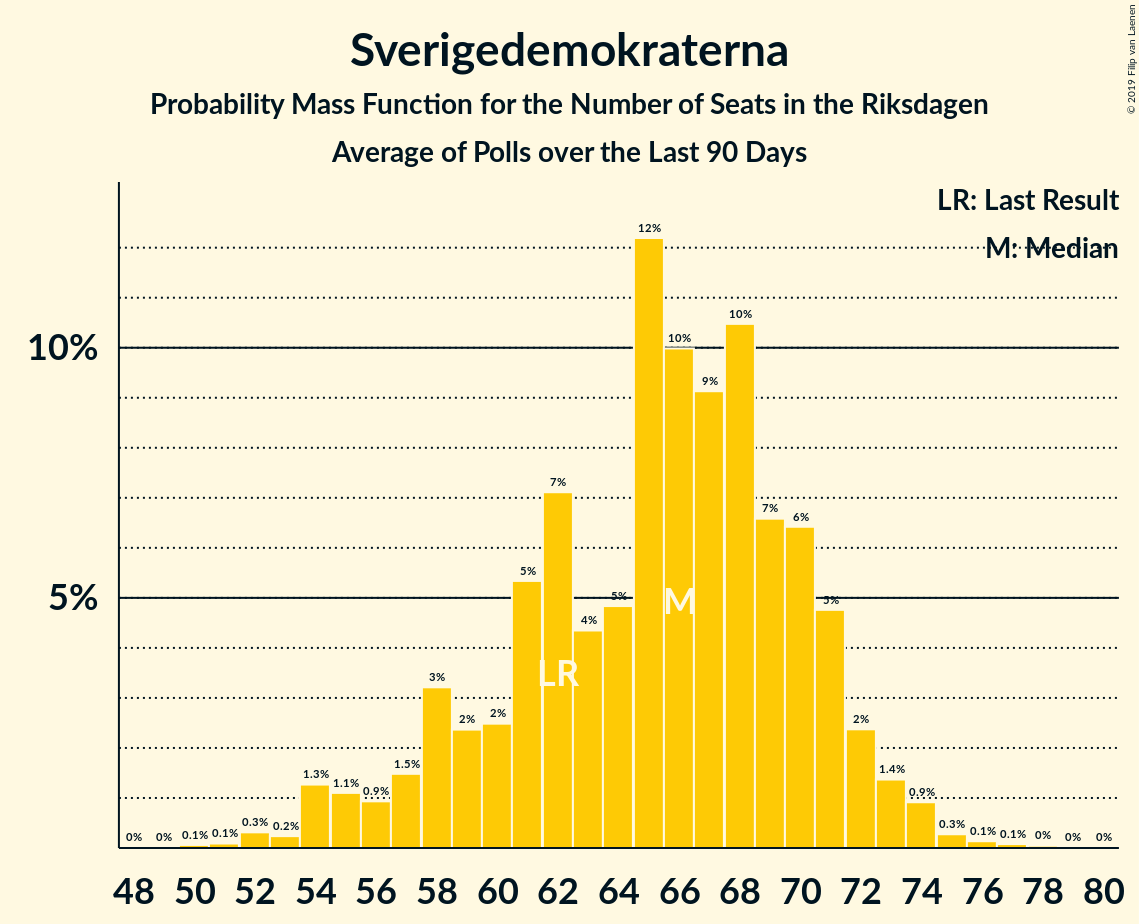 Sverigedemokraterna
Probability Mass Function for the Number of Seats in the Riksdagen
Average of Polls over the Last 90 Days
© 2019 Filip van Laenen
LR: Last Result
M: Median
10%
5%
0% 0% 0.1% 0.1% 0.3% 0.2% 1.3% 1.1% 0.9% 1.5% 3% 2% 2% 5% 7% 4% 5% 12% 10% 9% 10% 7% 6% 5% 2% 1.4% 0.9% 0.3% 0.1% 0.1% 0% 0% 0%
M
LR
48 50 52 54 56 58 60 62 64 66 68 70 72 74 76 78 80